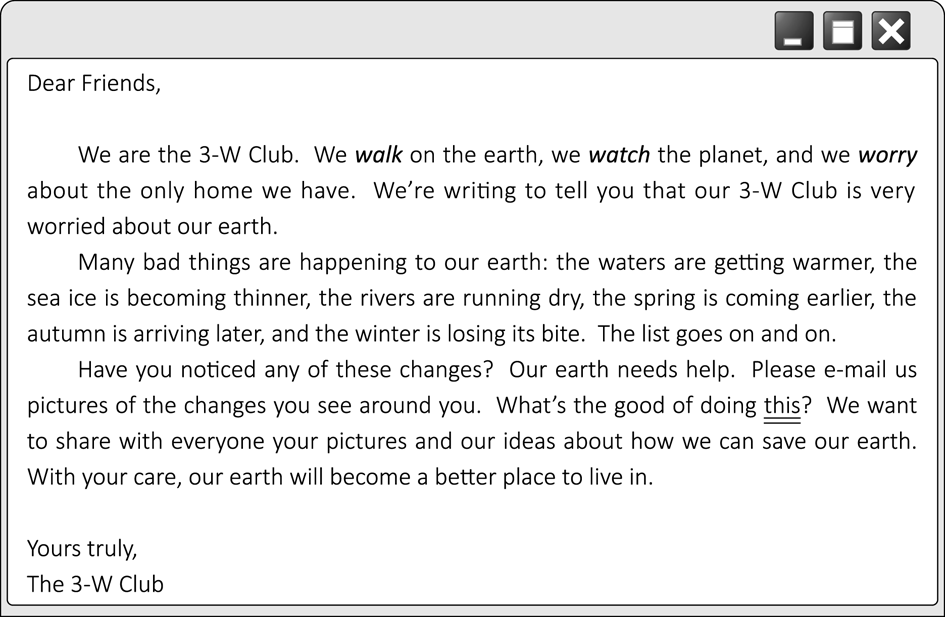 Dear Friends,
We are the 3-W Club. We walk on the earth, we watch the planet, and we worry
about the only home we have. We're writing to tell you that our 3-W Club is very
worried about our earth.
Many bad things are happening to our earth: the waters are getting warmer, the
sea ice is becoming thinner, the rivers are running dry, the spring is coming earlier, the
autumn is arriving later, and the winter is losing its bite. The list goes on and on.
Have you noticed any of these changes? Our earth needs help. Please e-mail us
pictures of the changes you see around you. What's the good of doing this? We want
to share with everyone your pictures and our ideas about how we can save our earth.
With your care, our earth will become a better place to live in.
Yours truly,
The 3-W Club